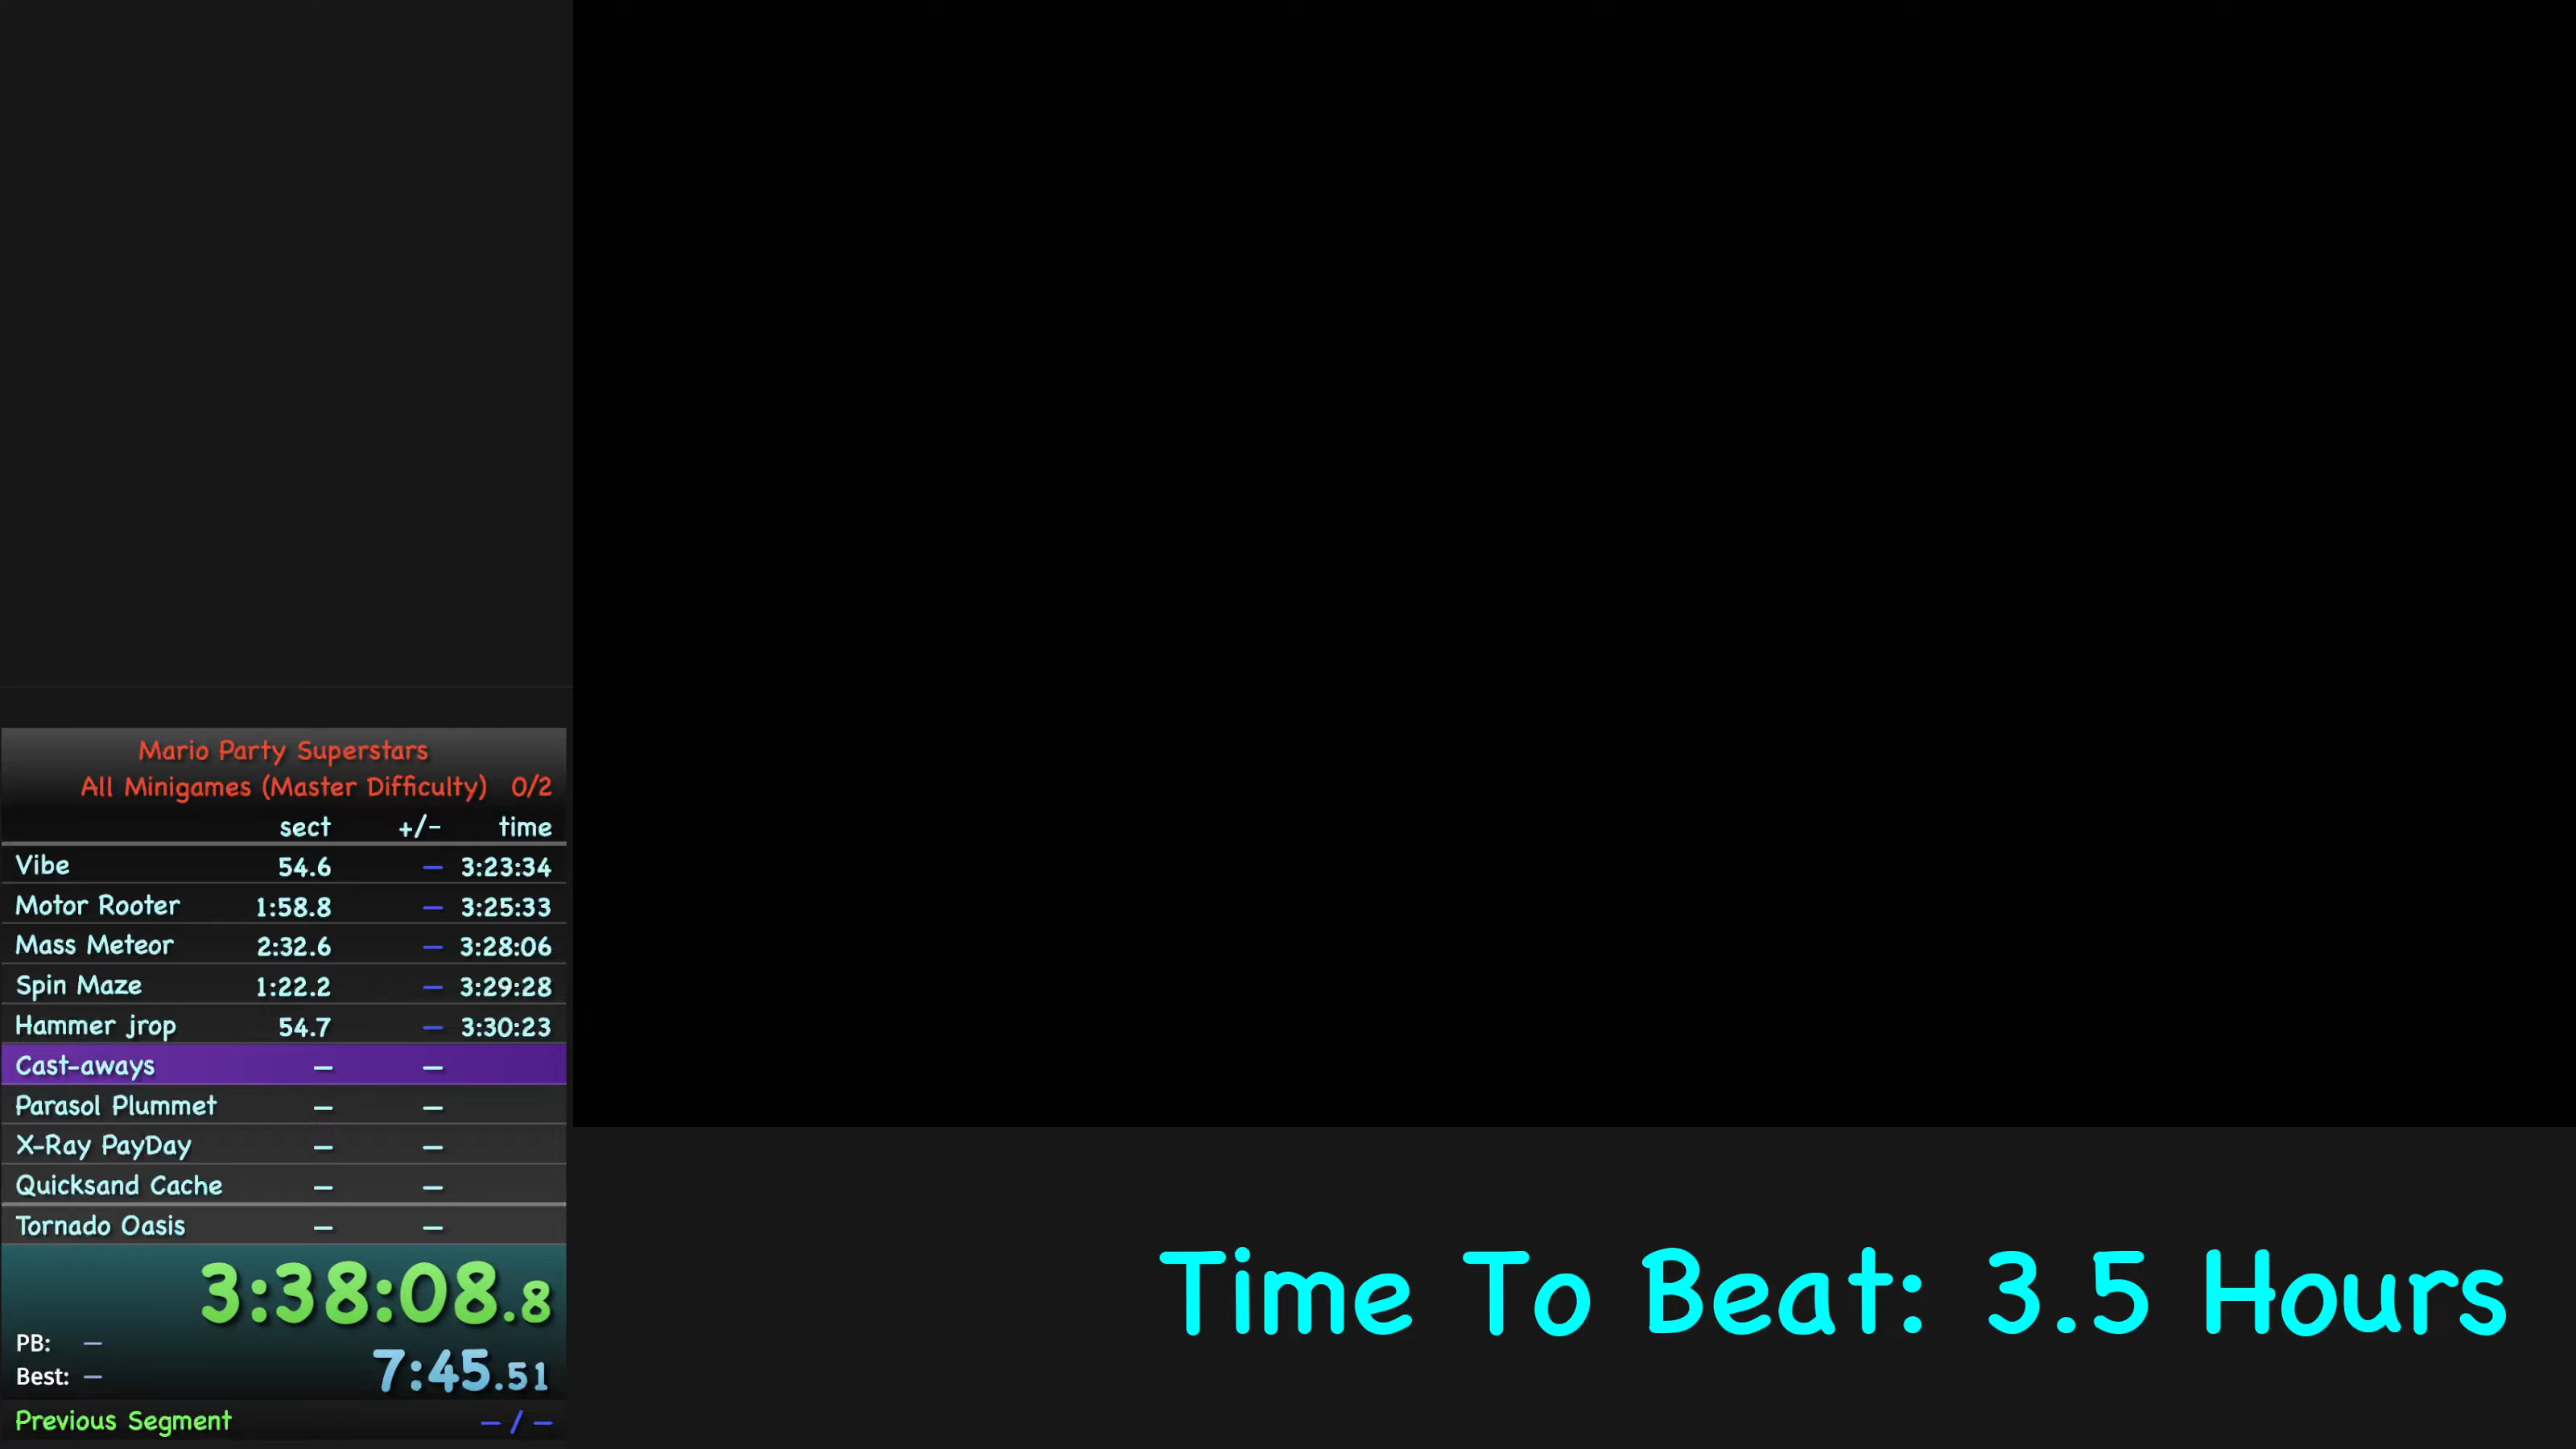 Mario Party Superstars
All Minigames (Master Difficulty) 0/2
sect +/- time
Vibe 54.6 — 3:23:34
Motor Rooter 1:58.8 — 3:25:33
Mass Meteor 2:32.6 — 3:28:06
Spin Maze 1:22.2 — 3:29:28
Hammer jrop 54.7 — 3:30:23
Cast-aways — —
Parasol Plummet — —
X-Ray PayDay — —
Quicksand Cache — —
Tornado Oasis — —
3:38:08.8
PB: —
Best: — 7:45.51
Previous Segment — / —
Time To Beat: 3.5 Hours